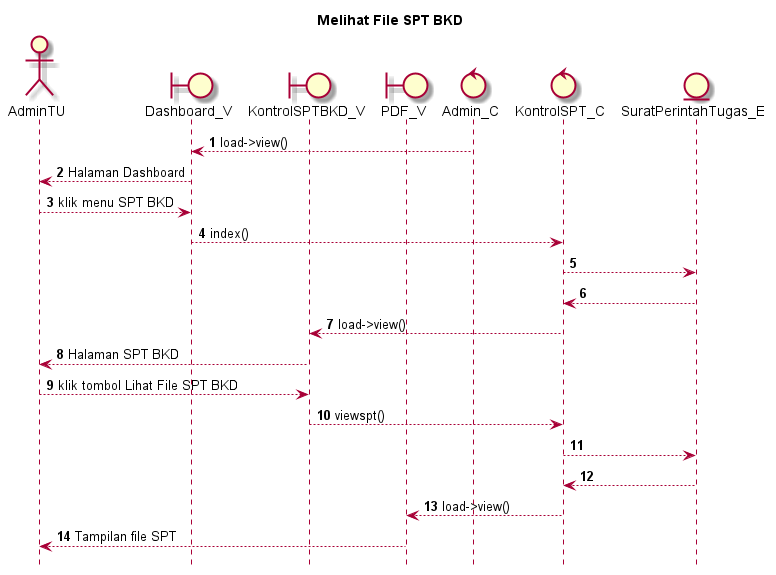 Melihat File SPT BKD
AdminTU
Dashboard_V
KontrolSPTBKD_V
PDF_V
Admin_C
KontrolSPT_C
SuratPerintahTugas_E
1 load->view()
2 Halaman Dashboard
3 klik menu SPT BKD
4 index()
5
6
7 load->view()
8 Halaman SPT BKD
9 klik tombol Lihat File SPT BKD
10 viewspt()
11
12
13 load->view()
14 Tampilan file SPT